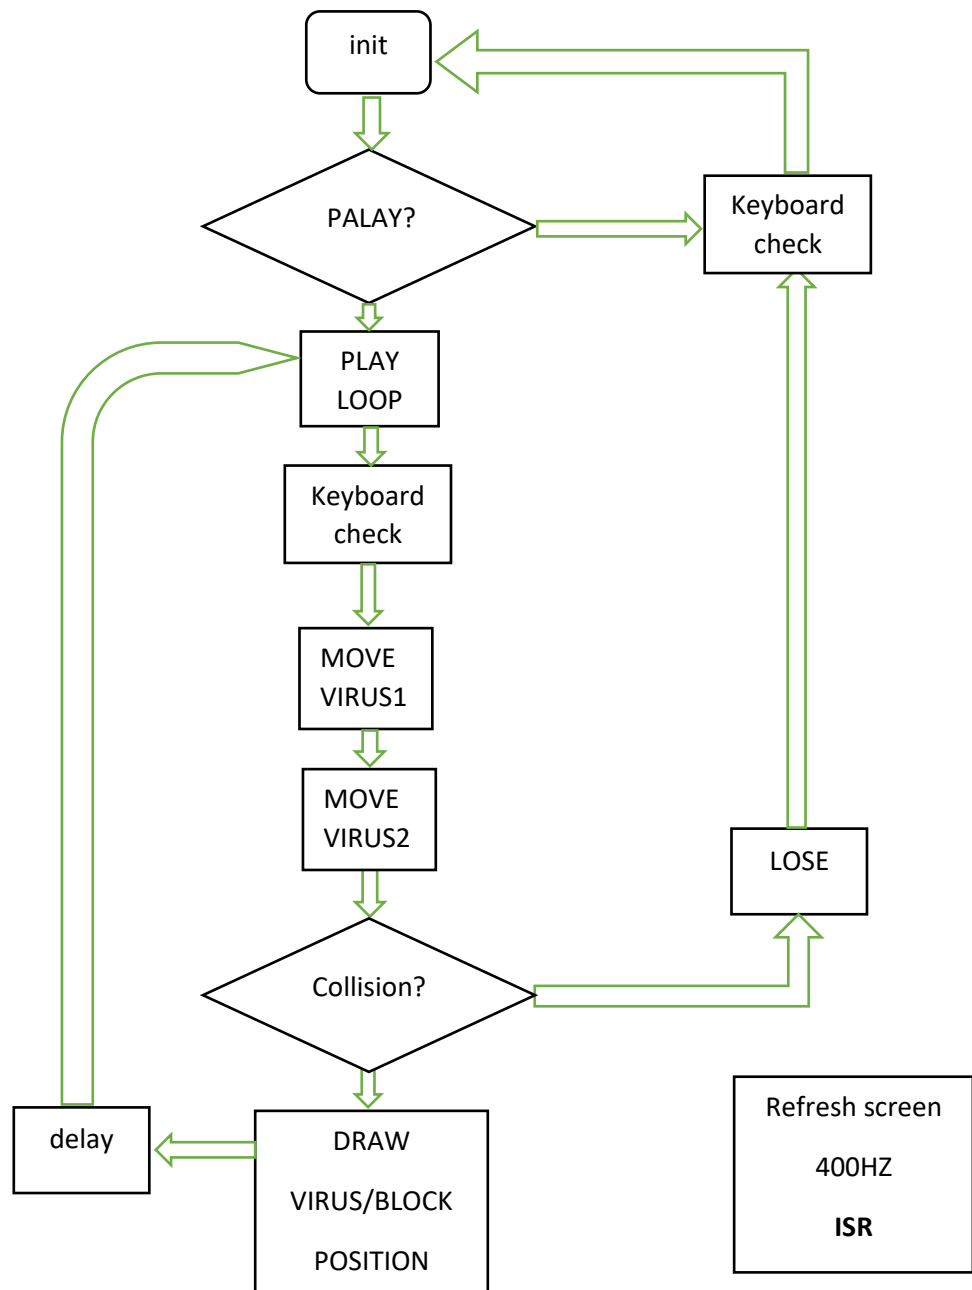 init
PALAY?
Keyboard
check
PLAY
LOOP
Keyboard
check
MOVE
VIRUS1
MOVE
VIRUS2
LOSE
Collision?
delay
DRAW
VIRUS/BLOCK
POSITION
Refresh screen
400HZ
ISR